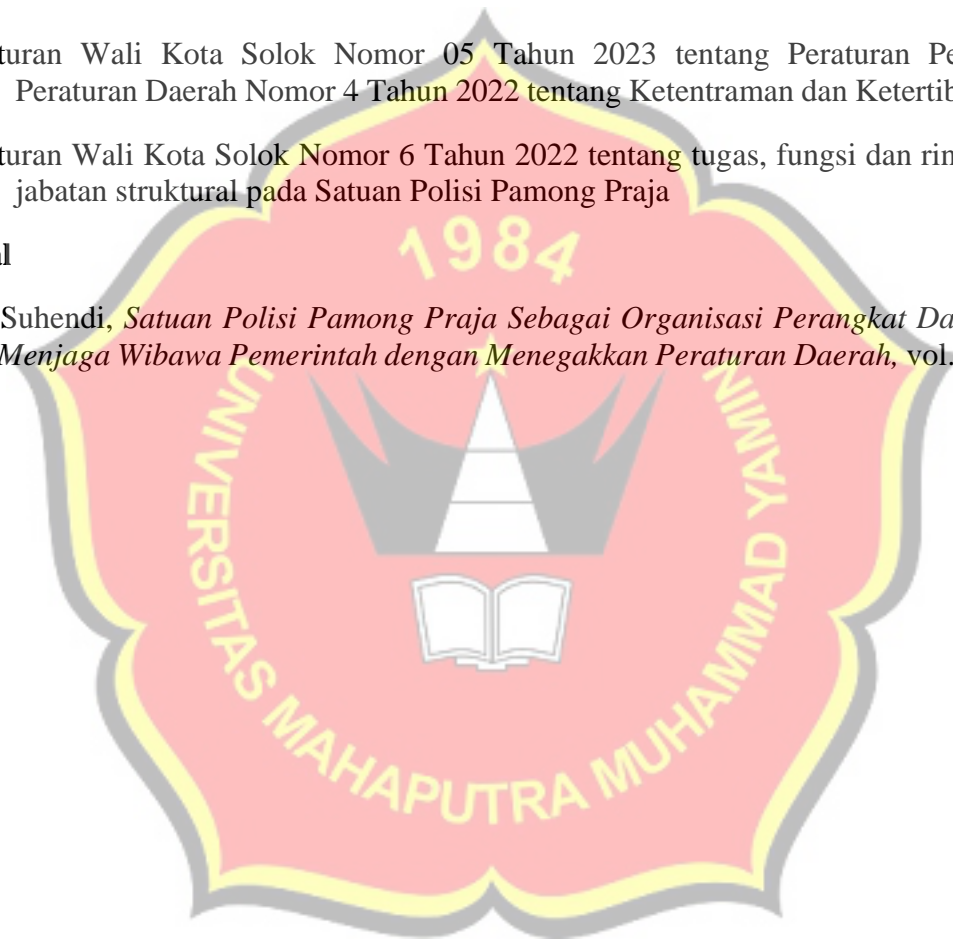 turan Wali Kota Solok Nomor 05 Tahun 2023 tentang Peraturan Pe
Peraturan Daerah Nomor 4 Tahun 2022 tentang Ketentraman dan Ketertib
turan Wali Kota Solok Nomor 6 Tahun 2022 tentang tugas, fungsi dan rin
jabatan struktural pada Satuan Polisi Pamong Praja
al
Suhendi, Satuan Polisi Pamong Praja Sebagai Organisasi Perangkat Da
Menjaga Wibawa Pemerintah dengan Menegakkan Peraturan Daerah, vol.
1984
UNIVERSITAS MAHAPUTRA MUHAMMAD YAMIN